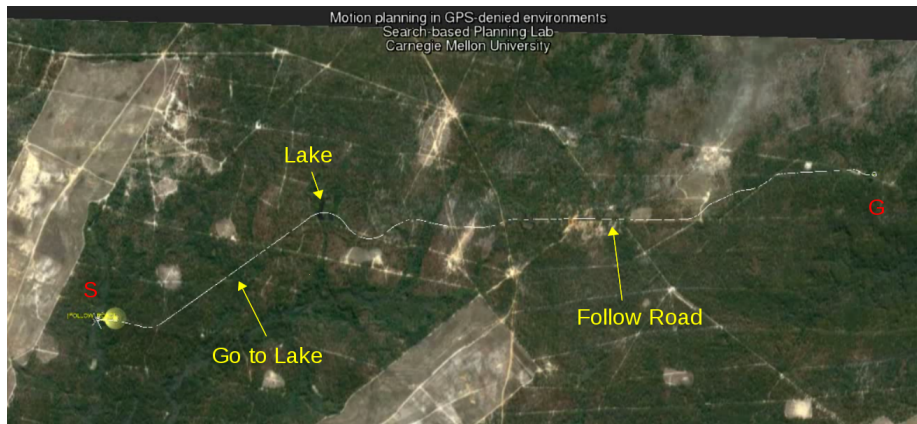 Motion planning in GPS-denied environments
Search-based Planning Lab
Carnegie Mellon University
Lake
G
S
Follow Road
Go to Lake